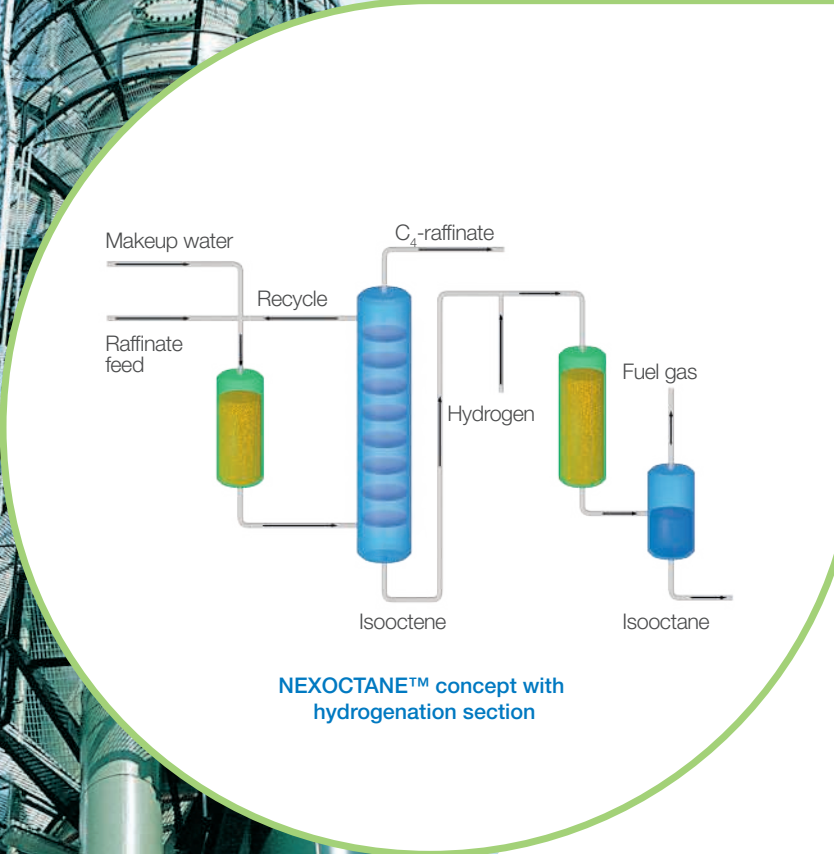 Makeup water
C₄-raffinate
Recycle
Raffinate
feed
Fuel gas
Hydrogen
Isooctene
Isooctane
NEXOCTANE™ concept with
hydrogenation section